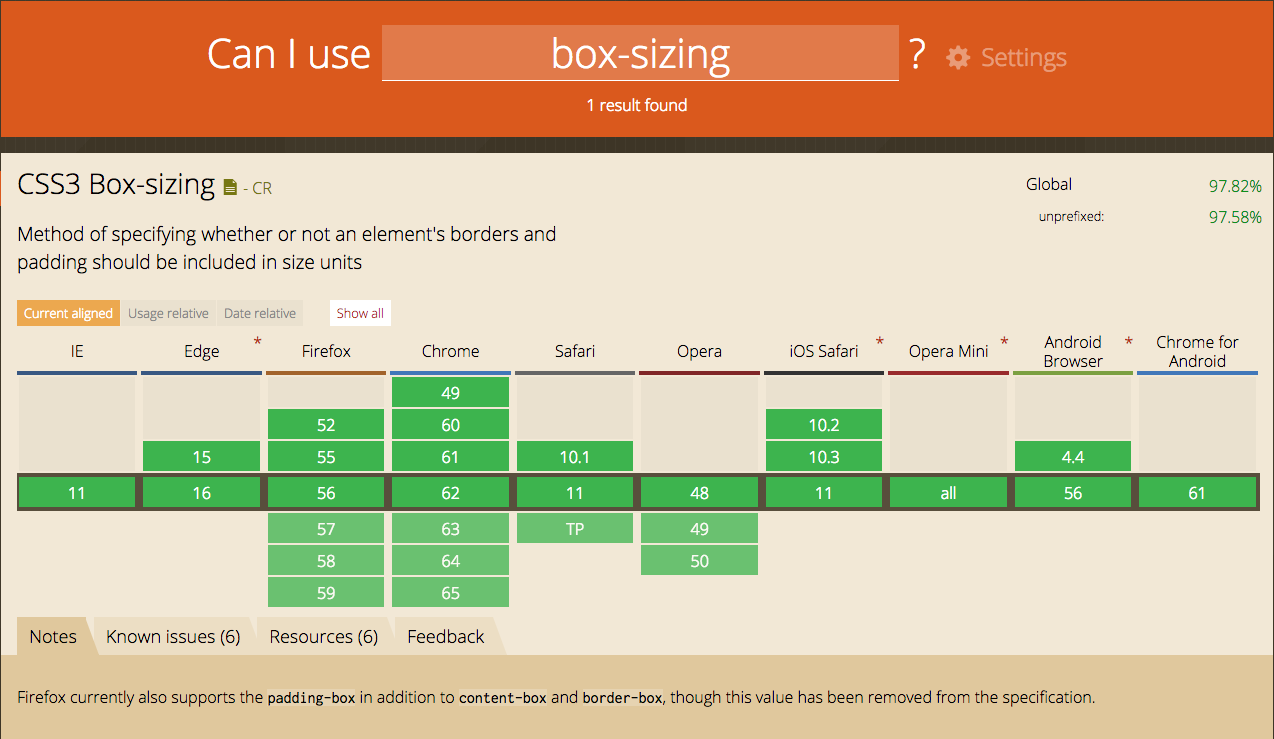 Can I use box-sizing ? Settings
1 result found
CSS3 Box-sizing - CR
Global 97.82%
unprefixed: 97.58%
Method of specifying whether or not an element's borders and
padding should be included in size units
Current aligned Usage relative Date relative Show all
IE Edge * Firefox Chrome Safari Opera iOS Safari * Opera Mini * Android Browser * Chrome for Android
49
52 60 10.2
15 55 61 10.1 10.3 4.4
11 16 56 62 11 48 11 all 56 61
57 63 TP 49
58 64 50
59 65
Notes Known issues (6) Resources (6) Feedback
Firefox currently also supports the padding-box in addition to content-box and border-box, though this value has been removed from the specification.